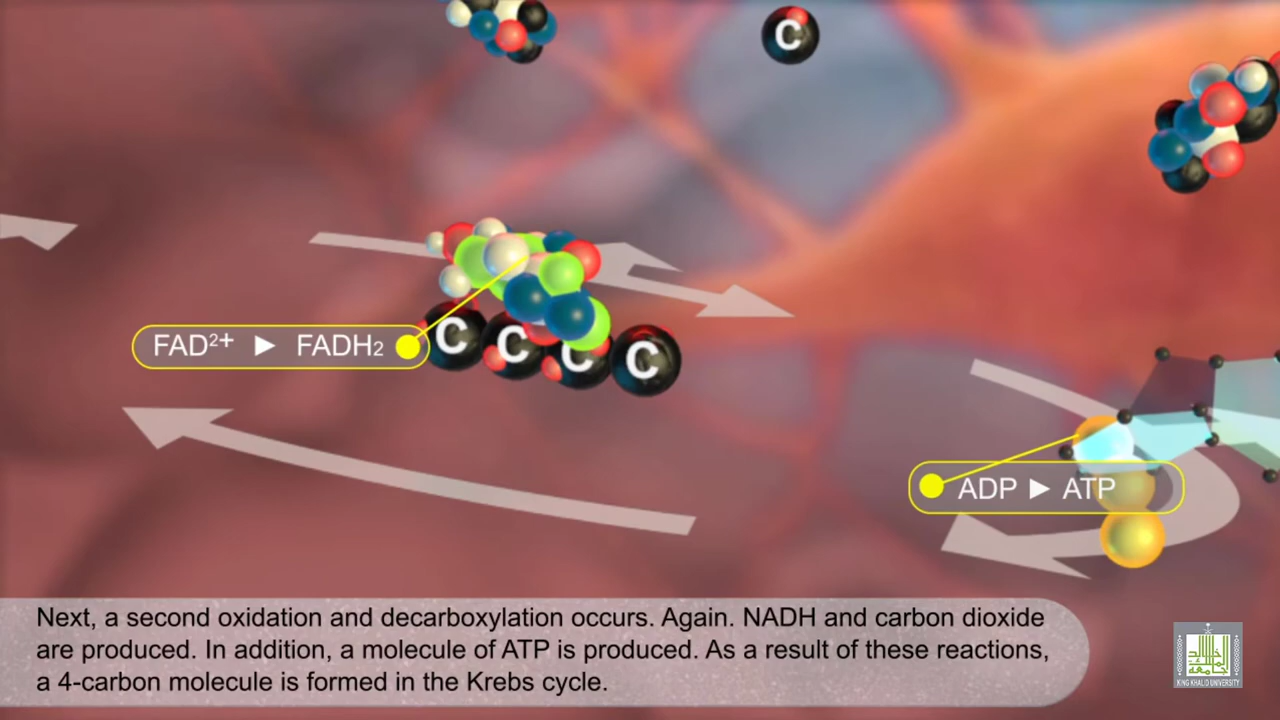 C
FAD²⁺ ► FADH₂
C C C C
ADP ► ATP
Next, a second oxidation and decarboxylation occurs. Again. NADH and carbon dioxide
are produced. In addition, a molecule of ATP is produced. As a result of these reactions,
a 4-carbon molecule is formed in the Krebs cycle.
KING KHALID UNIVERSITY